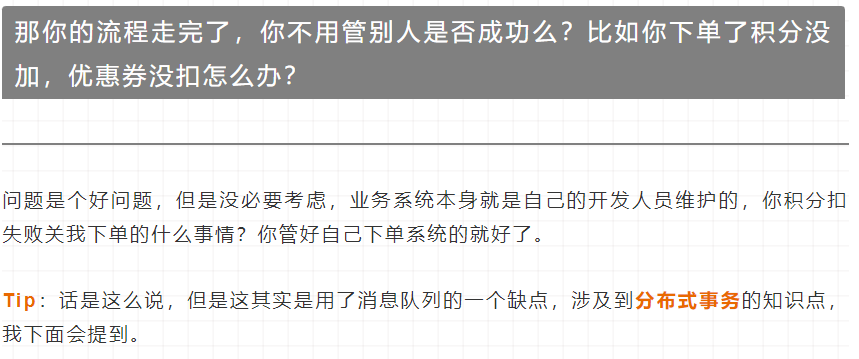 那你的流程走完了，你不用管别人是否成功么？比如你下单了积分没
加，优惠券没扣怎么办？
问题是个好问题，但是没必要考虑，业务系统本身就是自己的开发人员维护的，你积分扣
失败关我下单的什么事情？你管好自己下单系统的就好了。
Tip：话是这么说，但是这其实是用了消息队列的一个缺点，涉及到分布式事务的知识点，
我下面会提到。